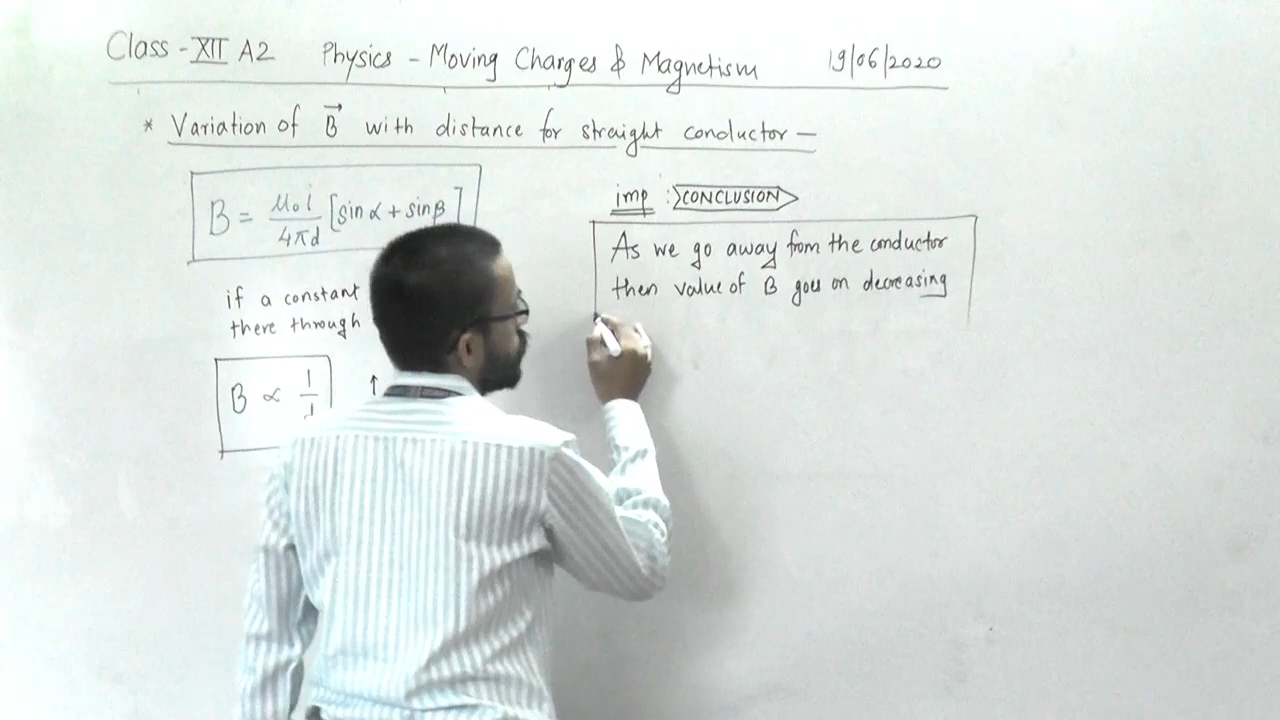 Class - XII A2 Physics - Moving Charges & Magnetism 19/06/2020
* Variation of B⃗ with distance for straight conductor —
B = μ₀i / 4πd [sin α + sin β]
if a constant
there through
B ∝ 1/d
↑
imp : CONCLUSION
As we go away from the conductor
then value of B goes on decreasing